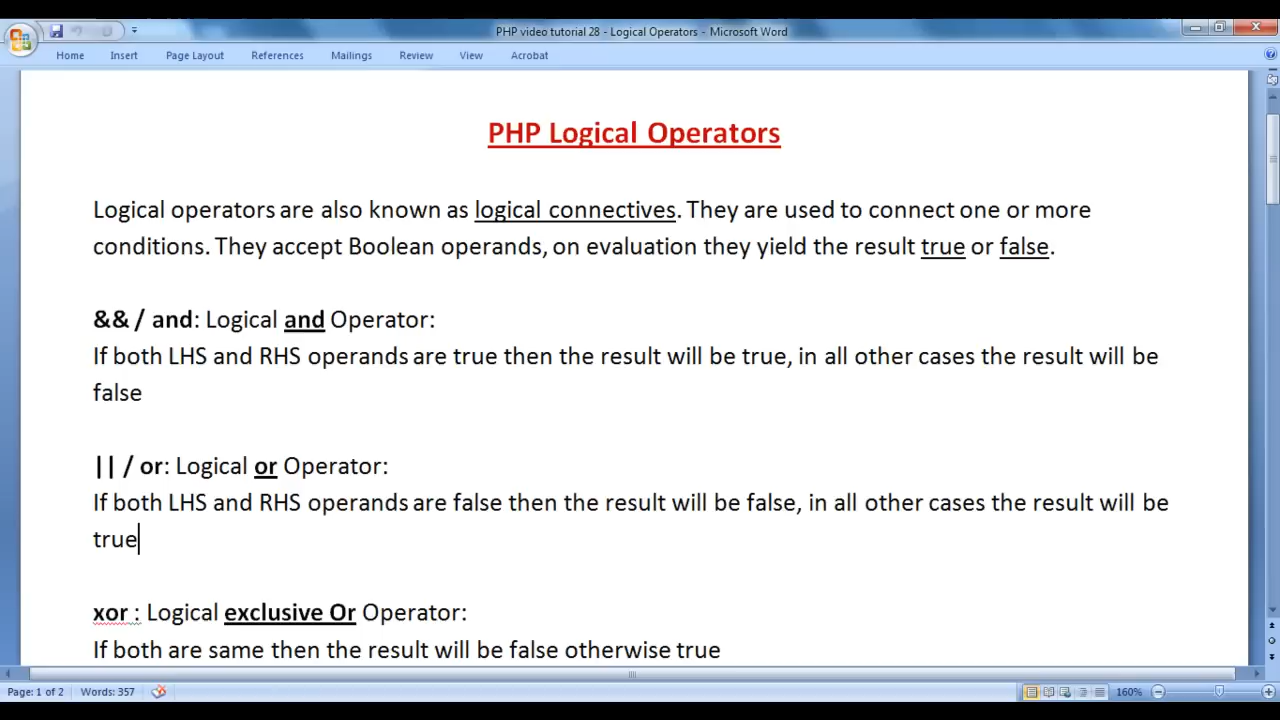 PHP video tutorial 28 - Logical Operators - Microsoft Word
Home Insert Page Layout References Mailings Review View Acrobat
PHP Logical Operators
Logical operators are also known as logical connectives. They are used to connect one or more
conditions. They accept Boolean operands, on evaluation they yield the result true or false.
&& / and: Logical and Operator:
If both LHS and RHS operands are true then the result will be true, in all other cases the result will be
false
|| / or: Logical or Operator:
If both LHS and RHS operands are false then the result will be false, in all other cases the result will be
true
xor : Logical exclusive Or Operator:
If both are same then the result will be false otherwise true
Page: 1 of 2 Words: 357 160%